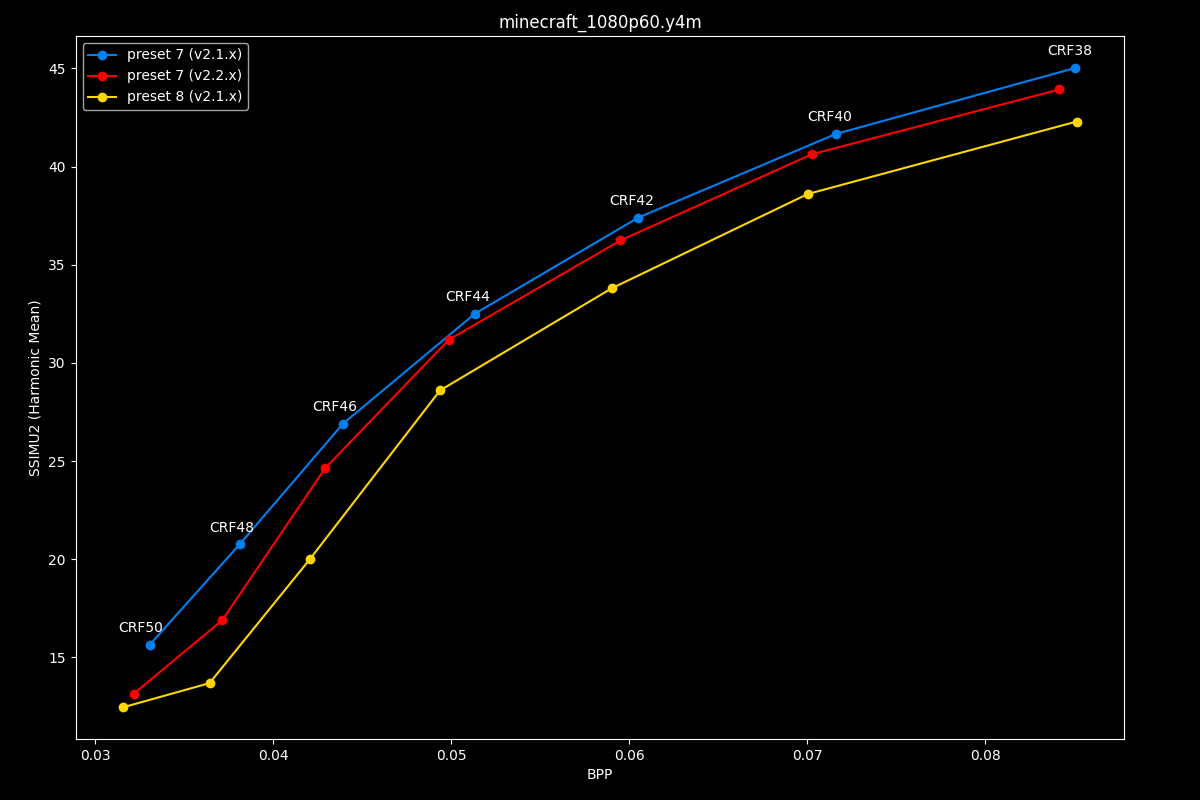 minecraft_1080p60.y4m
preset 7 (v2.1.x)
preset 7 (v2.2.x)
preset 8 (v2.1.x)
CRF38
CRF40
CRF42
CRF44
CRF46
CRF48
CRF50
45
40
35
30
25
20
15
SSIMU2 (Harmonic Mean)
0.03 0.04 0.05 0.06 0.07 0.08
BPP